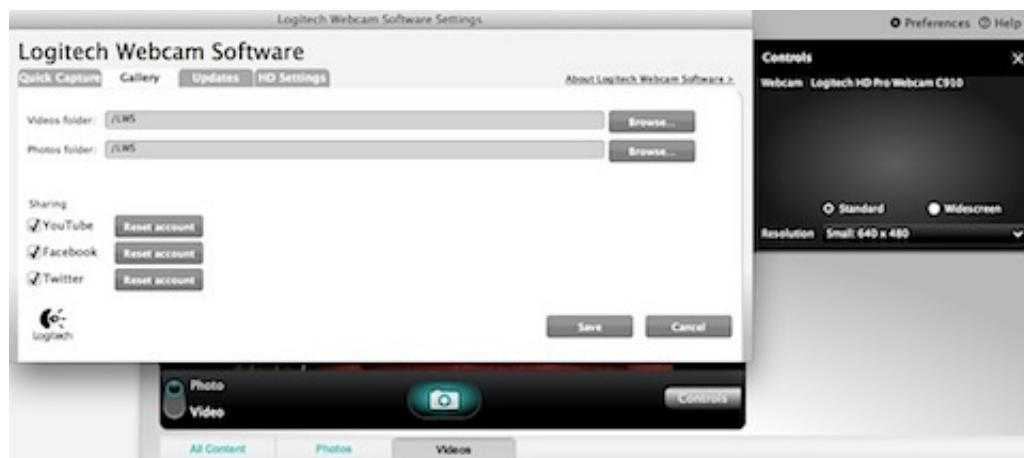 Logitech Webcam Software Settings
Preferences Help
Logitech Webcam Software
Quick Capture Gallery Updates HD Settings
About Logitech Webcam Software >
Videos folder: /LWS Browse...
Photos folder: /LWS Browse...
Sharing
YouTube Reset account
Facebook Reset account
Twitter Reset account
Logitech
Save Cancel
Controls X
Webcam Logitech HD Pro Webcam C910
Standard Widescreen
Resolution Small: 640 x 480
Photo
Video
Controls
All Content Photos Videos